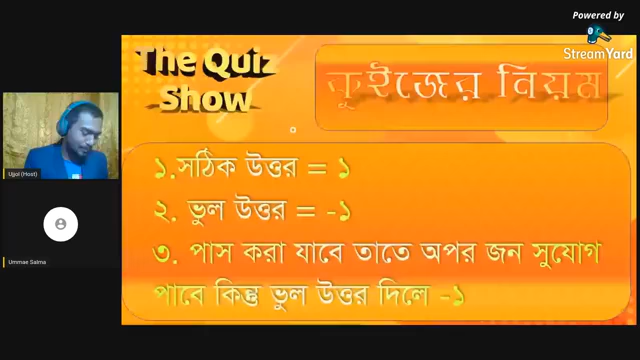 Powered by
StreamYard
The Quiz
Show
কুইজের নিয়ম
১.সঠিক উত্তর = ১
২. ভুল উত্তর = -১
৩. পাস করা যাবে তাতে অপর জন সুযোগ
পাবে কিন্তু ভুল উত্তর দিলে -১
Ujjol (Host)
Ummae Salma